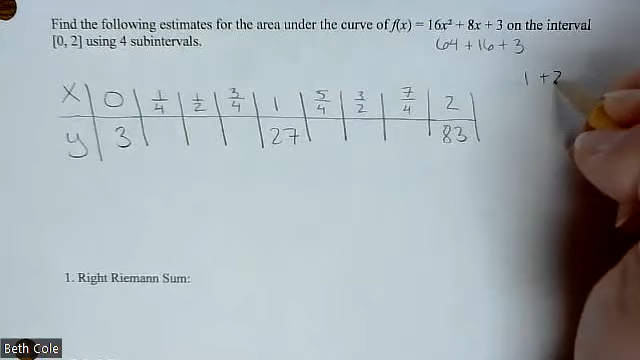 Find the following estimates for the area under the curve of f(x) = 16x² + 8x + 3 on the interval
[0, 2] using 4 subintervals.
64 + 16 + 3
1 + 2
x 0 1/4 1/2 3/4 1 5/4 3/2 7/4 2
y 3 27 83
1. Right Riemann Sum:
Beth Cole